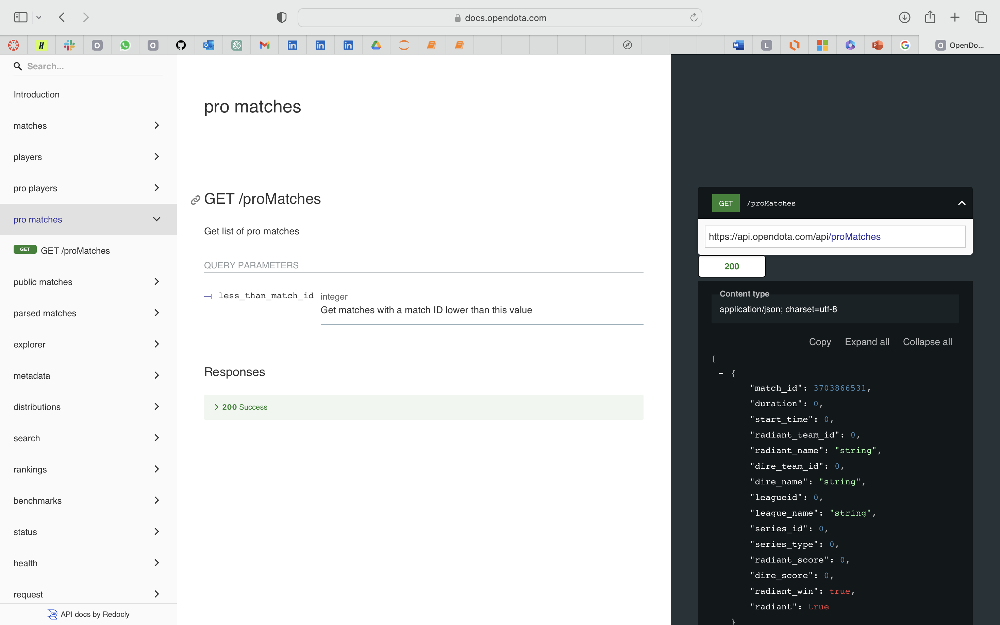 docs.opendota.com
OpenDo...
Search...
Introduction
matches
players
pro players
pro matches
GET GET /proMatches
public matches
parsed matches
explorer
metadata
distributions
search
rankings
benchmarks
status
health
request
API docs by Redocly
pro matches
GET /proMatches
Get list of pro matches
QUERY PARAMETERS
less_than_match_id integer
Get matches with a match ID lower than this value
Responses
200 Success
GET /proMatches
https://api.opendota.com/api/proMatches
200
Content type
application/json; charset=utf-8
Copy Expand all Collapse all
[
- {
"match_id": 3703866531,
"duration": 0,
"start_time": 0,
"radiant_team_id": 0,
"radiant_name": "string",
"dire_team_id": 0,
"dire_name": "string",
"leagueid": 0,
"league_name": "string",
"series_id": 0,
"series_type": 0,
"radiant_score": 0,
"dire_score": 0,
"radiant_win": true,
"radiant": true
}